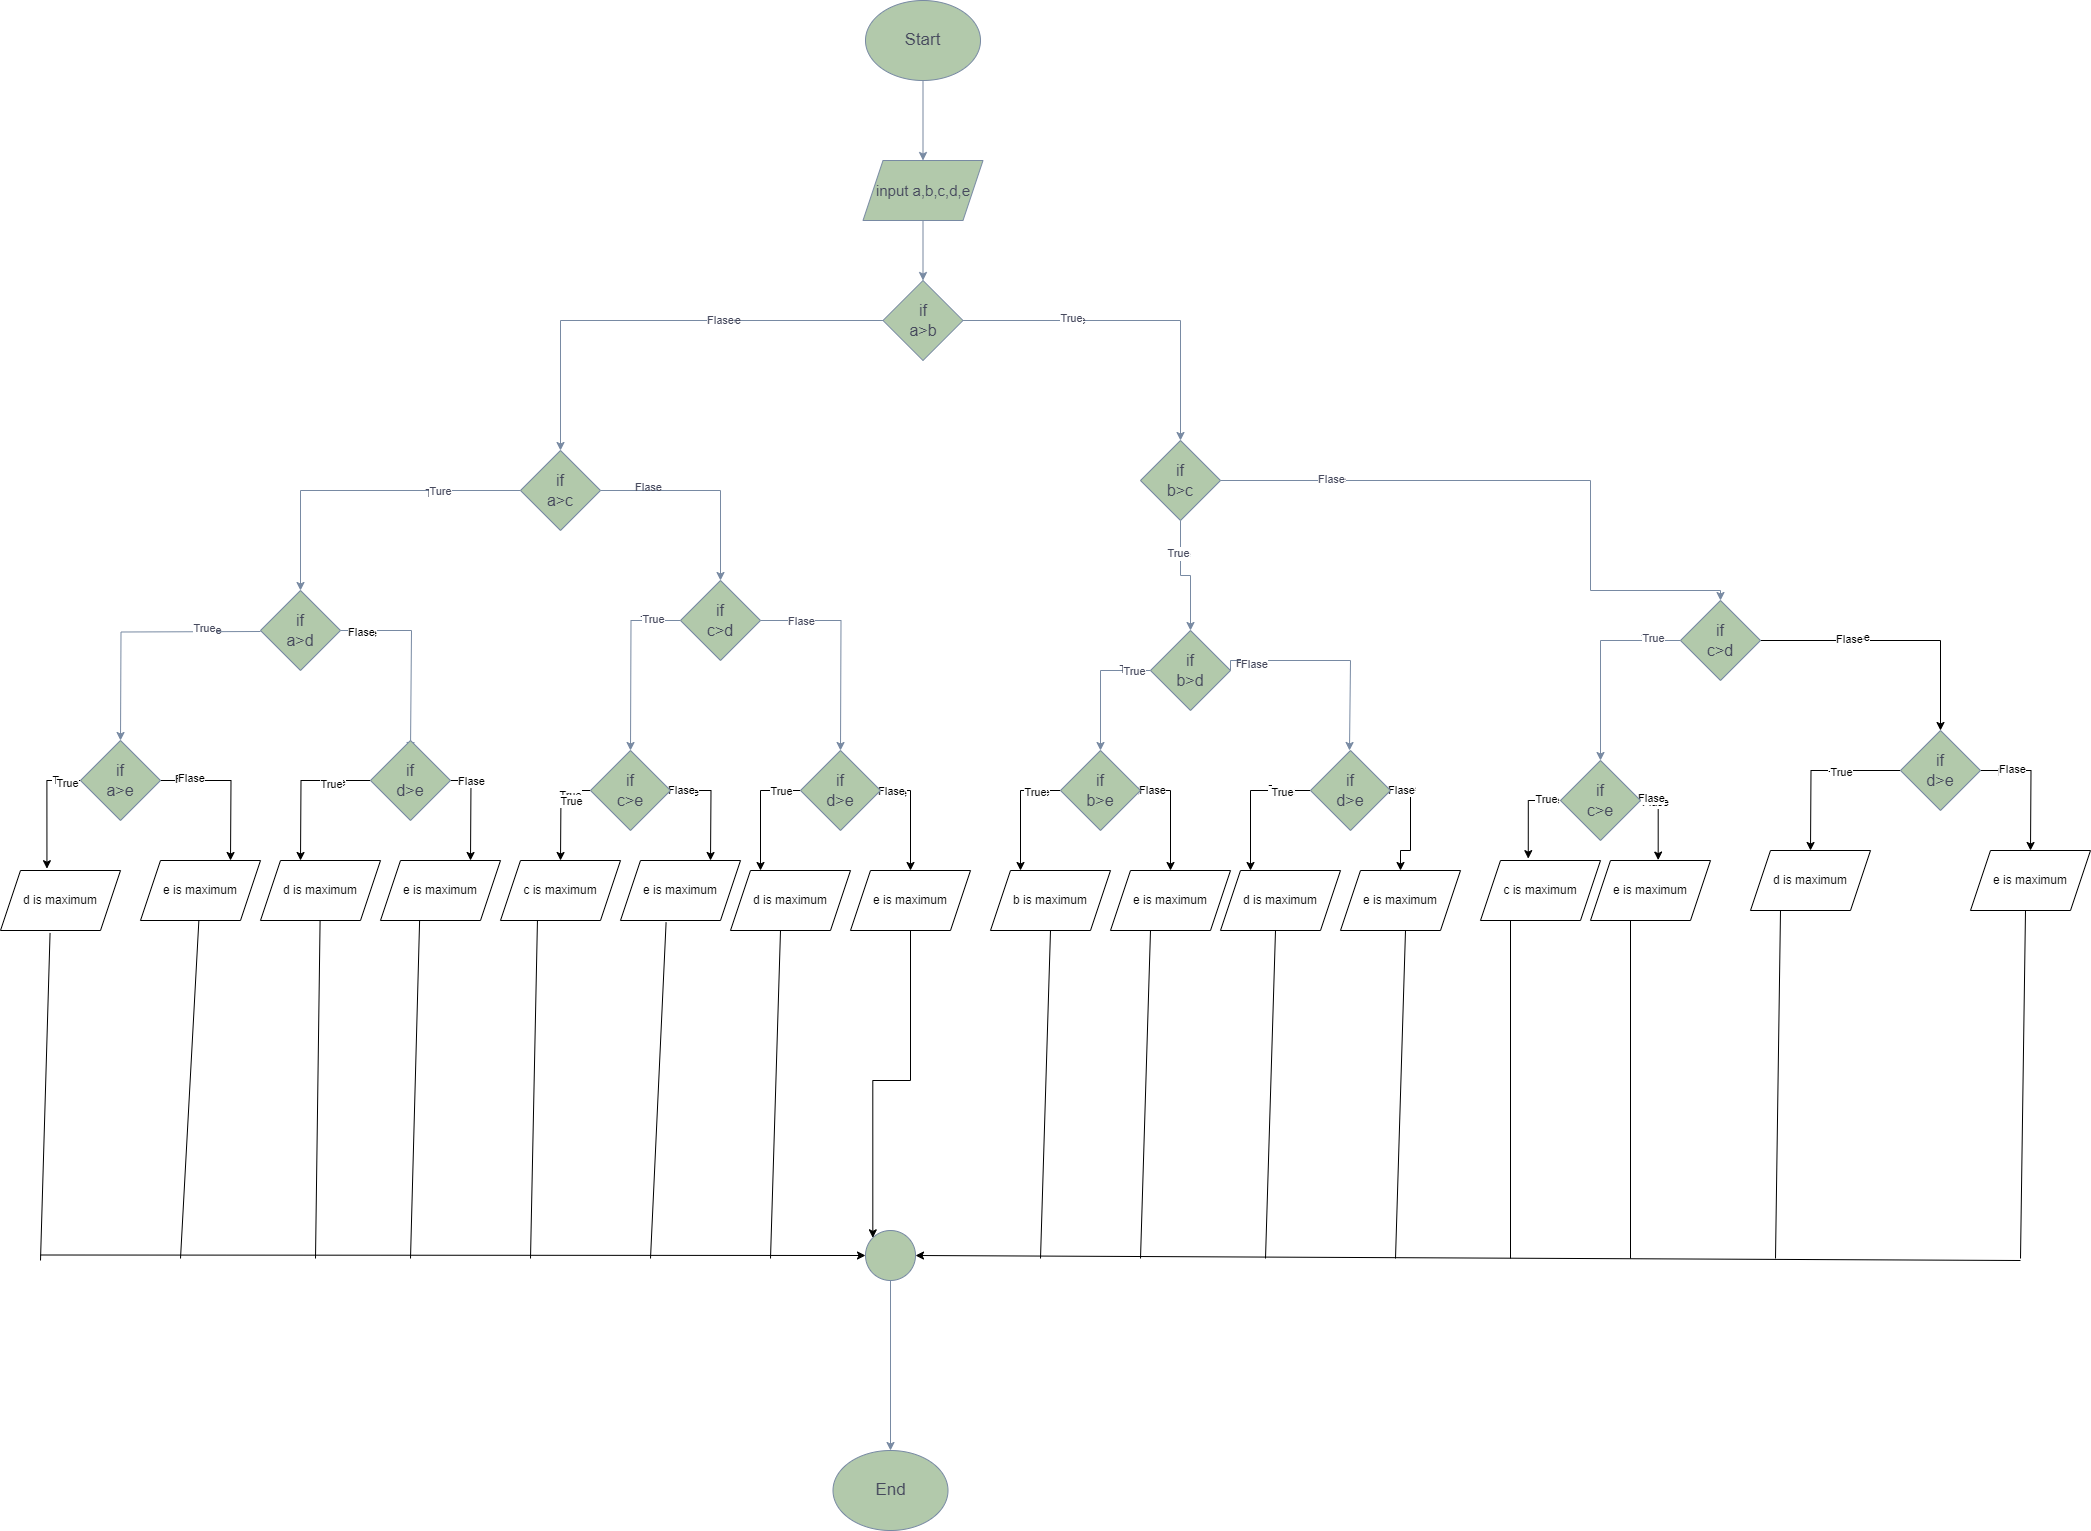 Start
input a,b,c,d,e
if
a>b
Flase
True
if
a>c
Ture
Flase
if
b>c
Flase
True
if
a>d
True
Flase
if
c>d
True
Flase
if
b>d
True
Flase
if
c>d
True
Flase
if
a>e
True
Flase
if
d>e
True
Flase
if
c>e
True
Flase
if
d>e
True
Flase
if
b>e
True
Flase
if
d>e
True
Flase
if
c>e
True
Flase
if
d>e
True
Flase
d is maximum
e is maximum
d is maximum
e is maximum
c is maximum
e is maximum
d is maximum
e is maximum
b is maximum
e is maximum
d is maximum
e is maximum
c is maximum
e is maximum
d is maximum
e is maximum
End